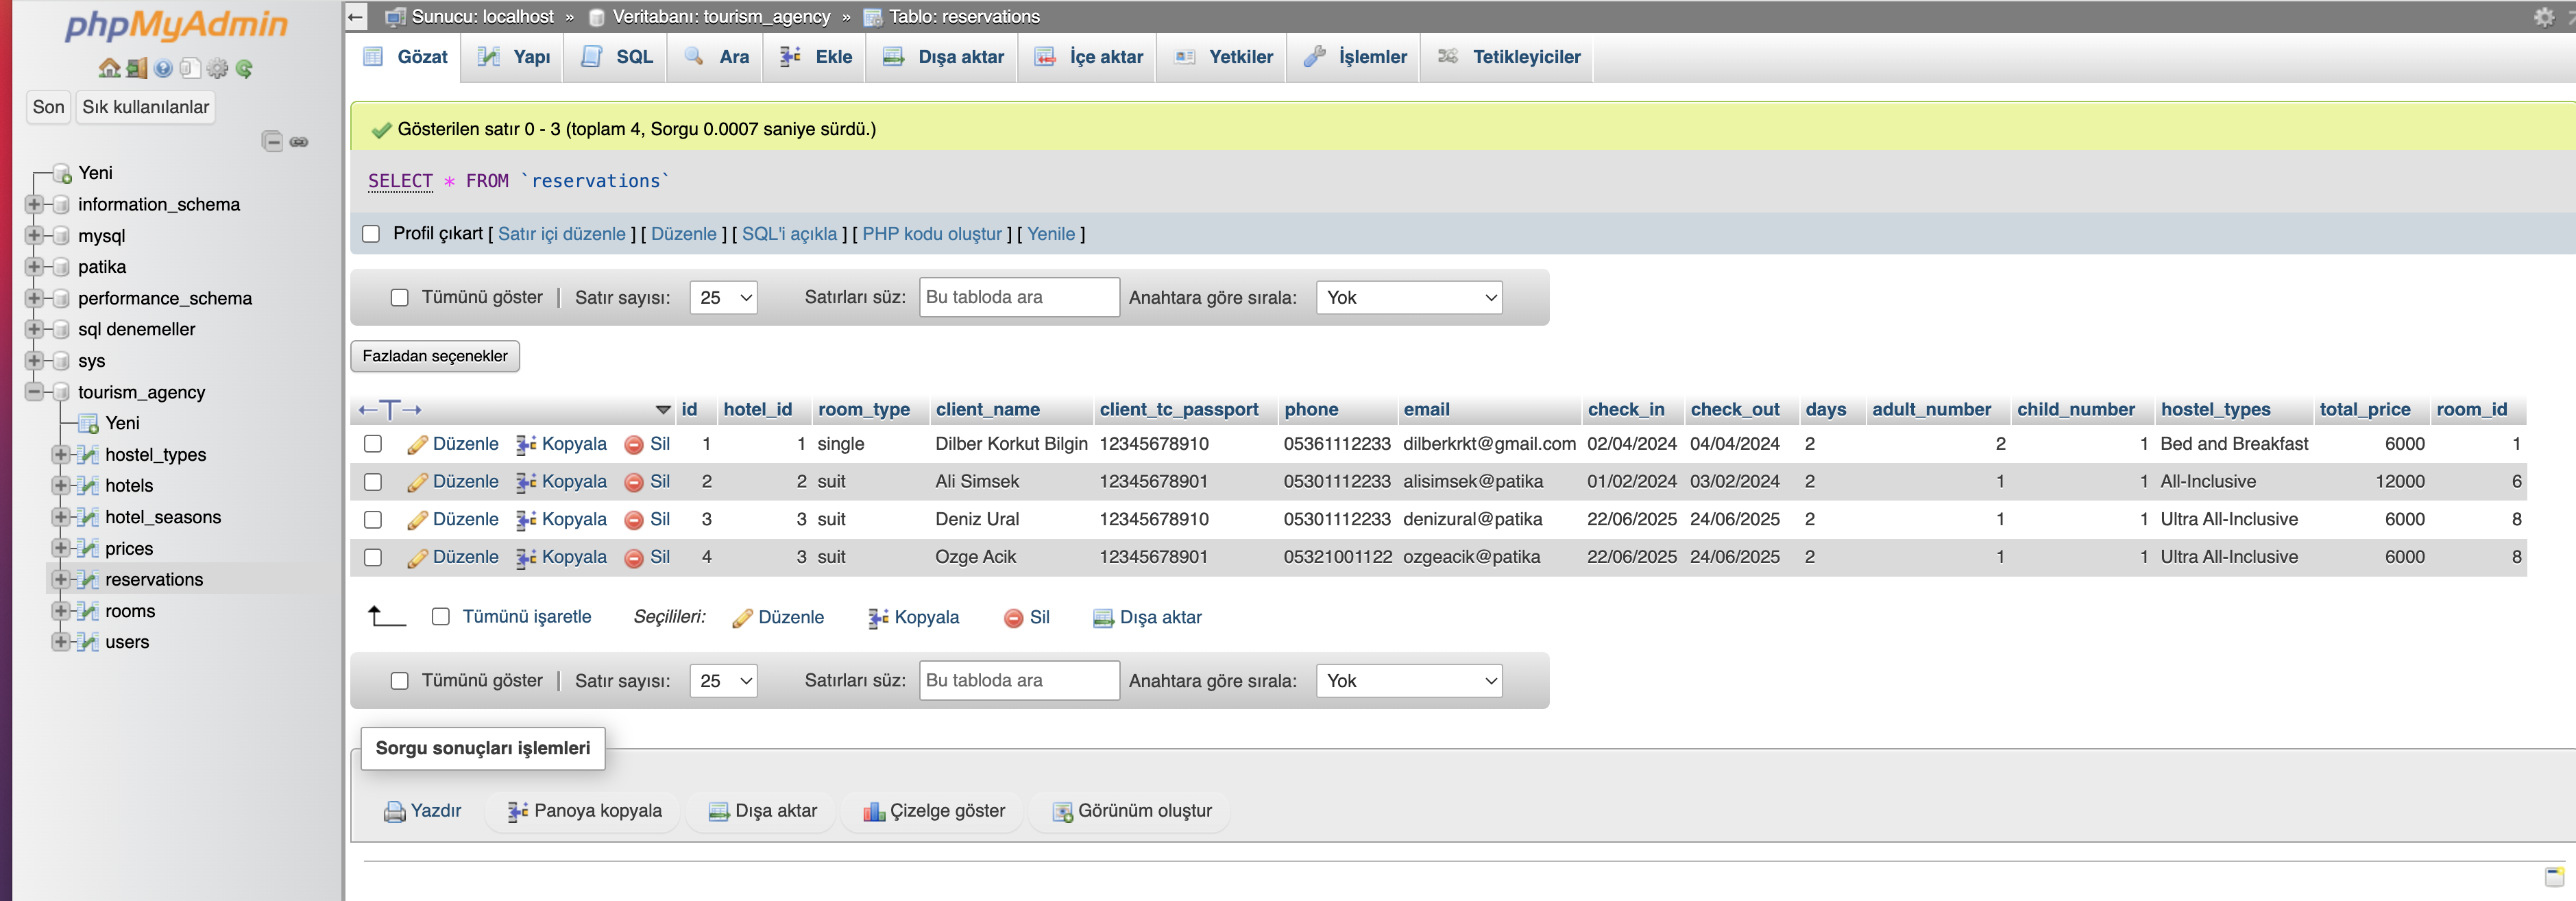 phpMyAdmin
Son Sık kullanılanlar
Yeni
information_schema
mysql
patika
performance_schema
sql denemeller
sys
tourism_agency
Yeni
hostel_types
hotels
hotel_seasons
prices
reservations
rooms
users
Sunucu: localhost » Veritabanı: tourism_agency » Tablo: reservations
Gözat Yapı SQL Ara Ekle Dışa aktar İçe aktar Yetkiler İşlemler Tetikleyiciler
Gösterilen satır 0 - 3 (toplam 4, Sorgu 0.0007 saniye sürdü.)
SELECT * FROM `reservations`
Profil çıkart [ Satır içi düzenle ] [ Düzenle ] [ SQL'i açıkla ] [ PHP kodu oluştur ] [ Yenile ]
Tümünü göster | Satır sayısı: 25 Satırları süz: Bu tabloda ara Anahtara göre sırala: Yok
Fazladan seçenekler
id hotel_id room_type client_name client_tc_passport phone email check_in check_out days adult_number child_number hostel_types total_price room_id
Düzenle Kopyala Sil 1 1 single Dilber Korkut Bilgin 12345678910 05361112233 dilberkrkt@gmail.com 02/04/2024 04/04/2024 2 2 1 Bed and Breakfast 6000 1
Düzenle Kopyala Sil 2 2 suit Ali Simsek 12345678901 05301112233 alisimsek@patika 01/02/2024 03/02/2024 2 1 1 All-Inclusive 12000 6
Düzenle Kopyala Sil 3 3 suit Deniz Ural 12345678910 05301112233 denizural@patika 22/06/2025 24/06/2025 2 1 1 Ultra All-Inclusive 6000 8
Düzenle Kopyala Sil 4 3 suit Ozge Acik 12345678901 05321001122 ozgeacik@patika 22/06/2025 24/06/2025 2 1 1 Ultra All-Inclusive 6000 8
Tümünü işaretle Seçilileri: Düzenle Kopyala Sil Dışa aktar
Tümünü göster | Satır sayısı: 25 Satırları süz: Bu tabloda ara Anahtara göre sırala: Yok
Sorgu sonuçları işlemleri
Yazdır Panoya kopyala Dışa aktar Çizelge göster Görünüm oluştur